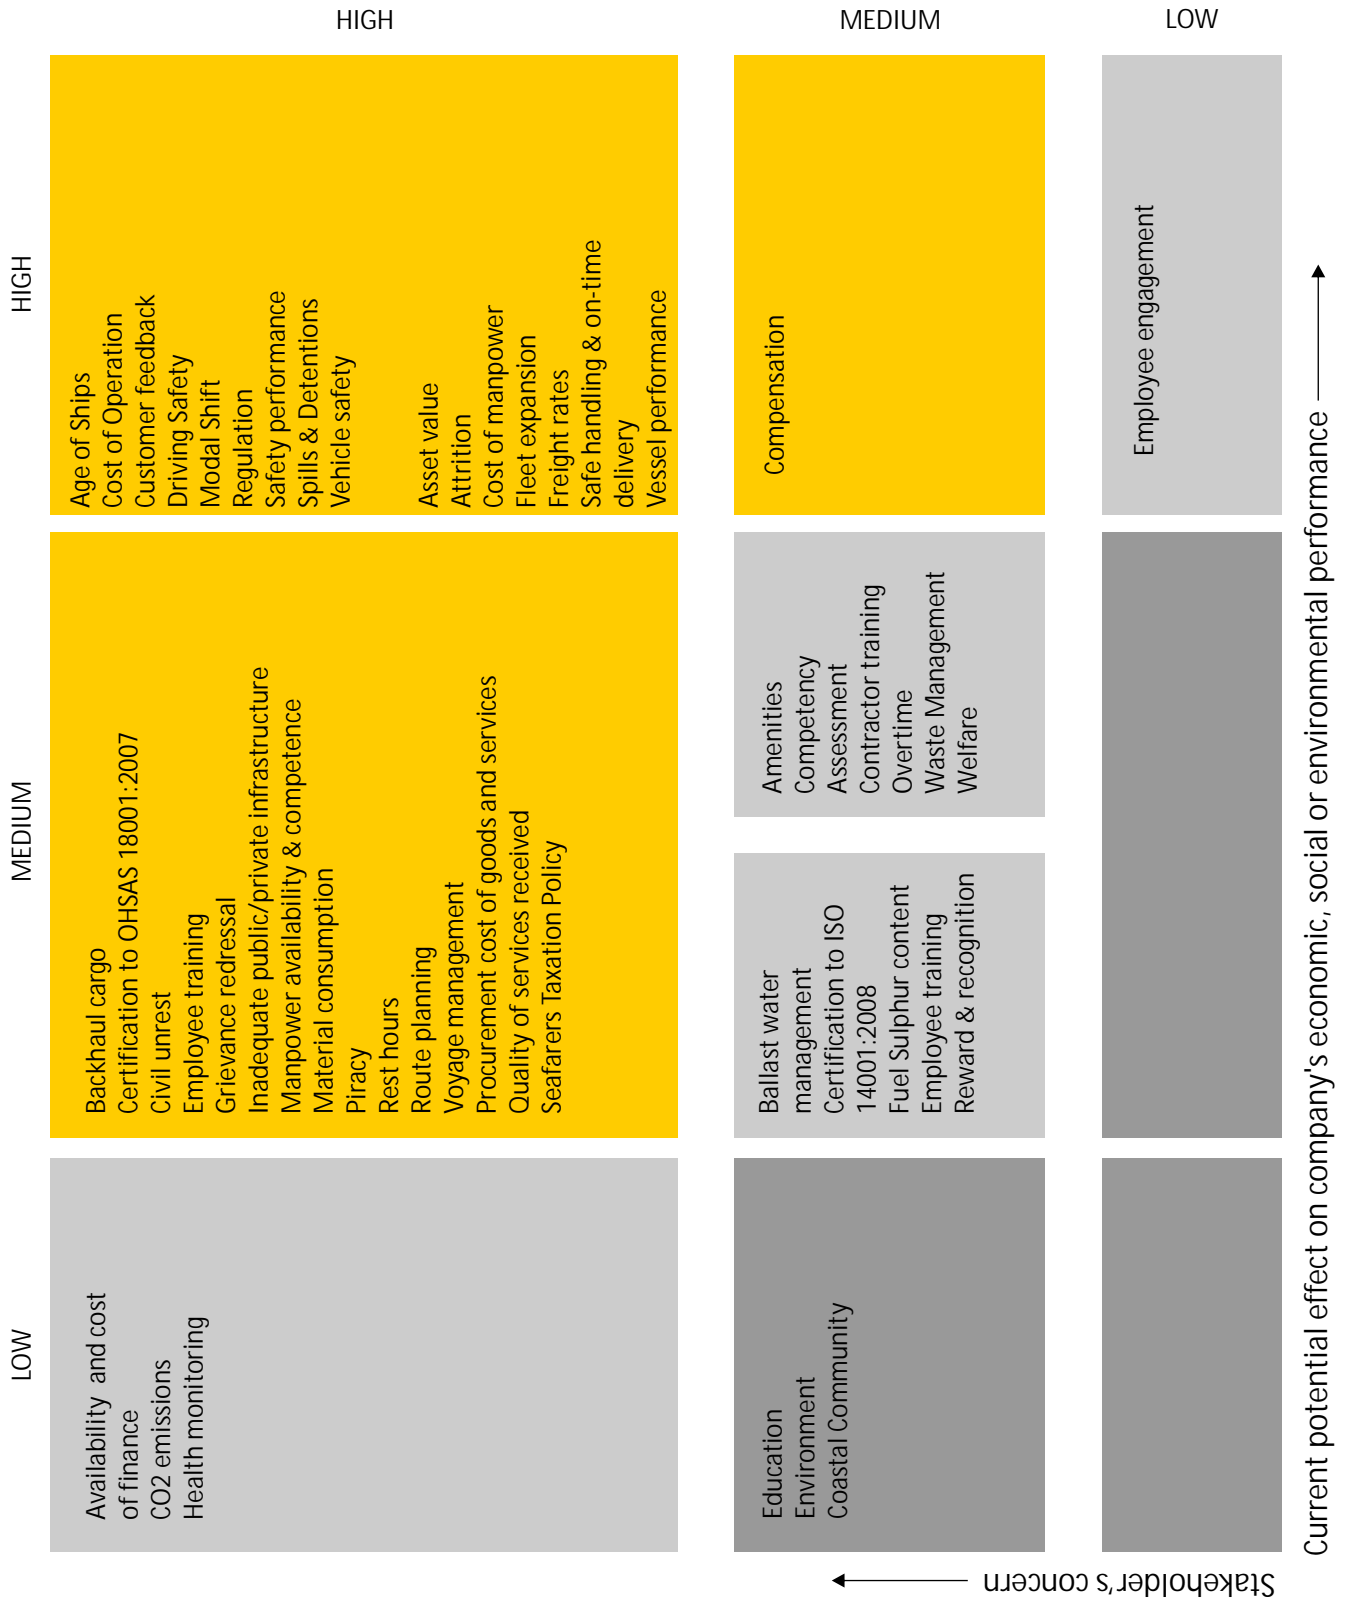 LOW
MEDIUM
HIGH
HIGH
Availability and cost
of finance
CO2 emissions
Health monitoring
Backhaul cargo
Certification to OHSAS 18001:2007
Civil unrest
Employee training
Grievance redressal
Inadequate public/private infrastructure
Manpower availability & competence
Material consumption
Piracy
Rest hours
Route planning
Voyage management
Procurement cost of goods and services
Quality of services received
Seafarers Taxation Policy
Age of Ships
Cost of Operation
Customer feedback
Driving Safety
Modal Shift
Regulation
Safety performance
Spills & Detentions
Vehicle safety
Asset value
Attrition
Cost of manpower
Fleet expansion
Freight rates
Safe handling & on-time
delivery
Vessel performance
MEDIUM
Education
Environment
Coastal Community
Ballast water
management
Certification to ISO
14001:2008
Fuel Sulphur content
Employee training
Reward & recognition
Amenities
Competency
Assessment
Contractor training
Overtime
Waste Management
Welfare
Compensation
LOW
Employee engagement
Stakeholder's concern
Current potential effect on company's economic, social or environmental performance